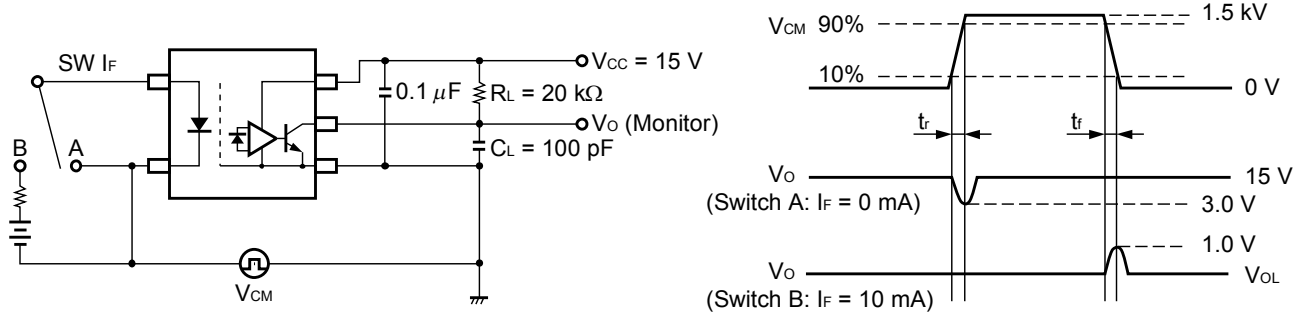 SW IF
B
A
0.1 μF
RL = 20 kΩ
CL = 100 pF
VCC = 15 V
VO (Monitor)
VCM
VCM 90%
10%
1.5 kV
0 V
tr
tf
VO
(Switch A: IF = 0 mA)
15 V
3.0 V
1.0 V
VO
(Switch B: IF = 10 mA)
VOL